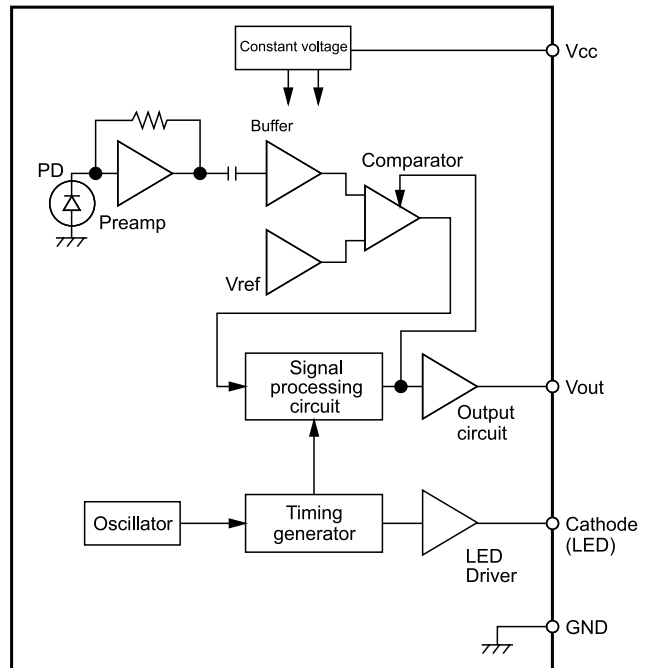 Constant voltage
Vcc
Buffer
Comparator
PD
Preamp
Vref
Signal
processing
circuit
Vout
Output
circuit
Oscillator
Timing
generator
Cathode
(LED)
LED
Driver
GND